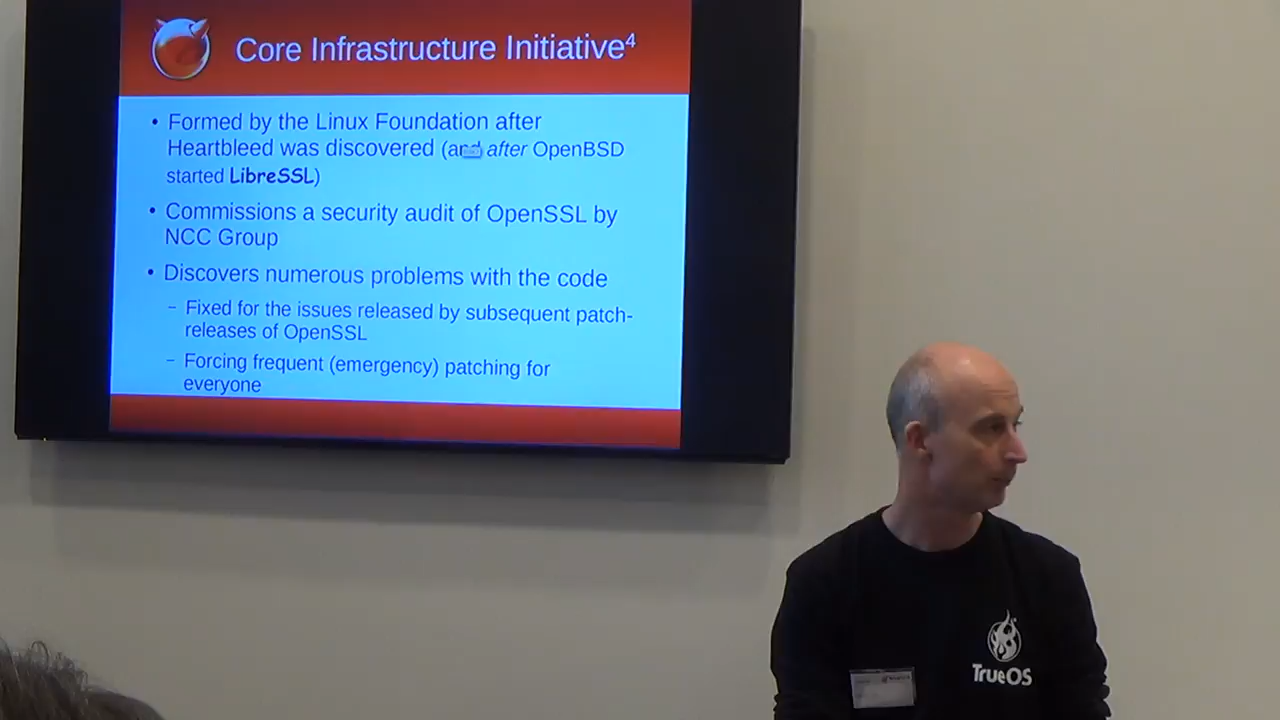 Core Infrastructure Initiative⁴
• Formed by the Linux Foundation after
Heartbleed was discovered (and after OpenBSD
started LibreSSL)
• Commissions a security audit of OpenSSL by
NCC Group
• Discovers numerous problems with the code
– Fixed for the issues released by subsequent patch-
releases of OpenSSL
– Forcing frequent (emergency) patching for
everyone
TrueOS